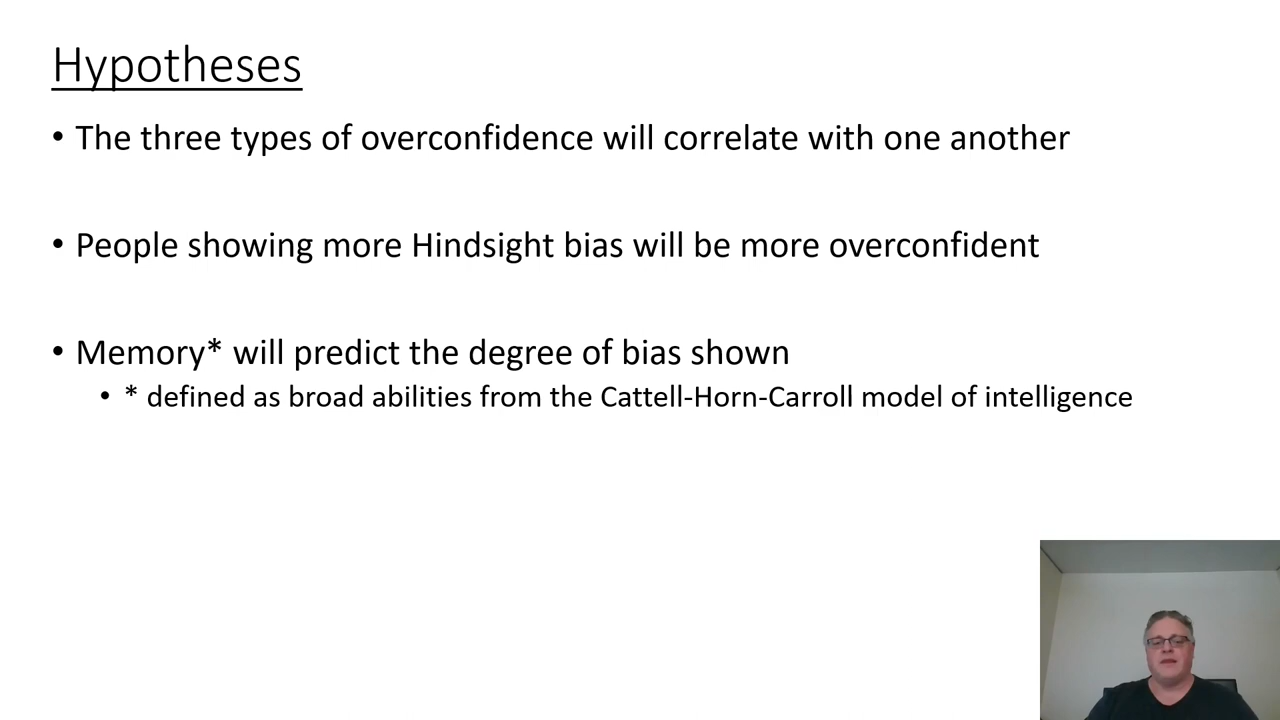 Hypotheses
• The three types of overconfidence will correlate with one another
• People showing more Hindsight bias will be more overconfident
• Memory* will predict the degree of bias shown
• * defined as broad abilities from the Cattell-Horn-Carroll model of intelligence